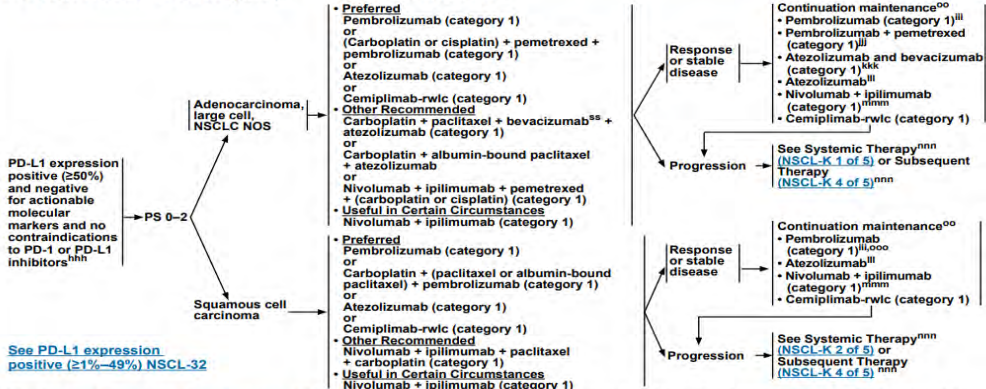 PD-L1 expression
positive (≥50%)
and negative
for actionable
molecular
markers and no
contraindications
to PD-1 or PD-L1
inhibitorshhh
PS 0–2
Adenocarcinoma,
large cell,
NSCLC NOS
• Preferred
Pembrolizumab (category 1)
or
(Carboplatin or cisplatin) + pemetrexed +
pembrolizumab (category 1)
or
Atezolizumab (category 1)
or
Cemiplimab-rwlc (category 1)
• Other Recommended
Carboplatin + paclitaxel + bevacizumabss +
atezolizumab (category 1)
or
Carboplatin + albumin-bound paclitaxel
+ atezolizumab
or
Nivolumab + ipilimumab + pemetrexed
+ (carboplatin or cisplatin) (category 1)
• Useful in Certain Circumstances
Nivolumab + ipilimumab (category 1)
Response
or stable
disease
Continuation maintenanceoo
• Pembrolizumab (category 1)iii
• Pembrolizumab + pemetrexed
(category 1)jjj
• Atezolizumab and bevacizumab
(category 1)kkk
• Atezolizumablll
• Nivolumab + ipilimumab
(category 1)mmm
• Cemiplimab-rwlc (category 1)
Progression
See Systemic Therapynnn
(NSCL-K 1 of 5) or Subsequent
Therapy
(NSCL-K 4 of 5)nnn
Squamous cell
carcinoma
• Preferred
Pembrolizumab (category 1)
or
Carboplatin + (paclitaxel or albumin-bound
paclitaxel) + pembrolizumab (category 1)
or
Atezolizumab (category 1)
or
Cemiplimab-rwlc (category 1)
• Other Recommended
Nivolumab + ipilimumab + paclitaxel
+ carboplatin (category 1)
• Useful in Certain Circumstances
Nivolumab + ipilimumab (category 1)
Response
or stable
disease
Continuation maintenanceoo
• Pembrolizumab
(category 1)iii,ooo
• Atezolizumablll
• Nivolumab + ipilimumab
(category 1)mmm
• Cemiplimab-rwlc (category 1)
Progression
See Systemic Therapynnn
(NSCL-K 2 of 5) or
Subsequent Therapy
(NSCL-K 4 of 5) nnn
See PD-L1 expression
positive (≥1%–49%) NSCL-32